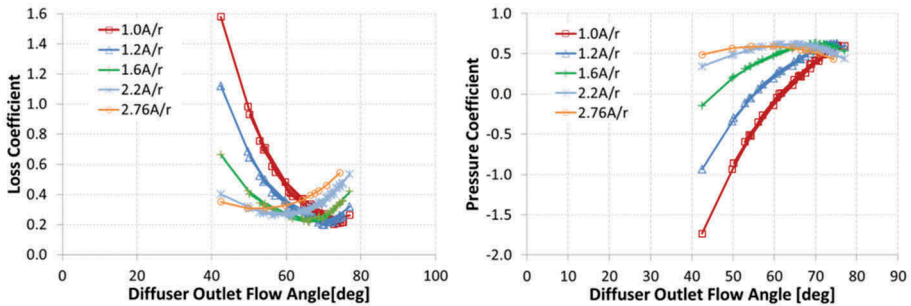 1.6
1.4
1.2
1.0
0.8
0.6
0.4
0.2
0.0
Loss Coefficient
1.0A/r
1.2A/r
1.6A/r
2.2A/r
2.76A/r
0 20 40 60 80 100
Diffuser Outlet Flow Angle[deg]
1.0
0.5
0.0
-0.5
-1.0
-1.5
-2.0
Pressure Coefficient
1.0A/r
1.2A/r
1.6A/r
2.2A/r
2.76A/r
0 10 20 30 40 50 60 70 80 90
Diffuser Outlet Flow Angle [deg]